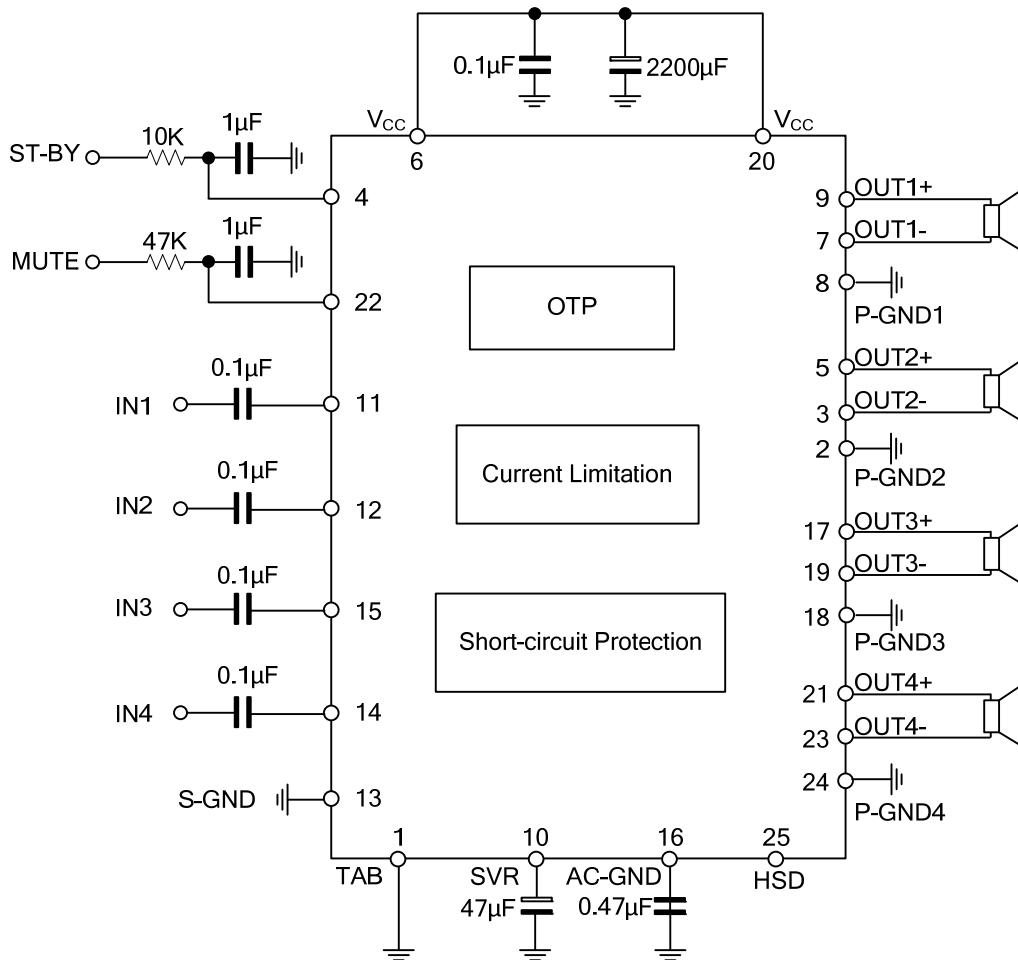 0.1µF
2200µF
VCC
VCC
6
20
ST-BY
10K
1µF
4
MUTE
47K
1µF
22
IN1
0.1µF
11
IN2
0.1µF
12
IN3
0.1µF
15
IN4
0.1µF
14
S-GND
13
OTP
Current Limitation
Short-circuit Protection
9
OUT1+
7
OUT1-
8
P-GND1
5
OUT2+
3
OUT2-
2
P-GND2
17
OUT3+
19
OUT3-
18
P-GND3
21
OUT4+
23
OUT4-
24
P-GND4
1
10
16
25
TAB
SVR
AC-GND
HSD
47µF
0.47µF